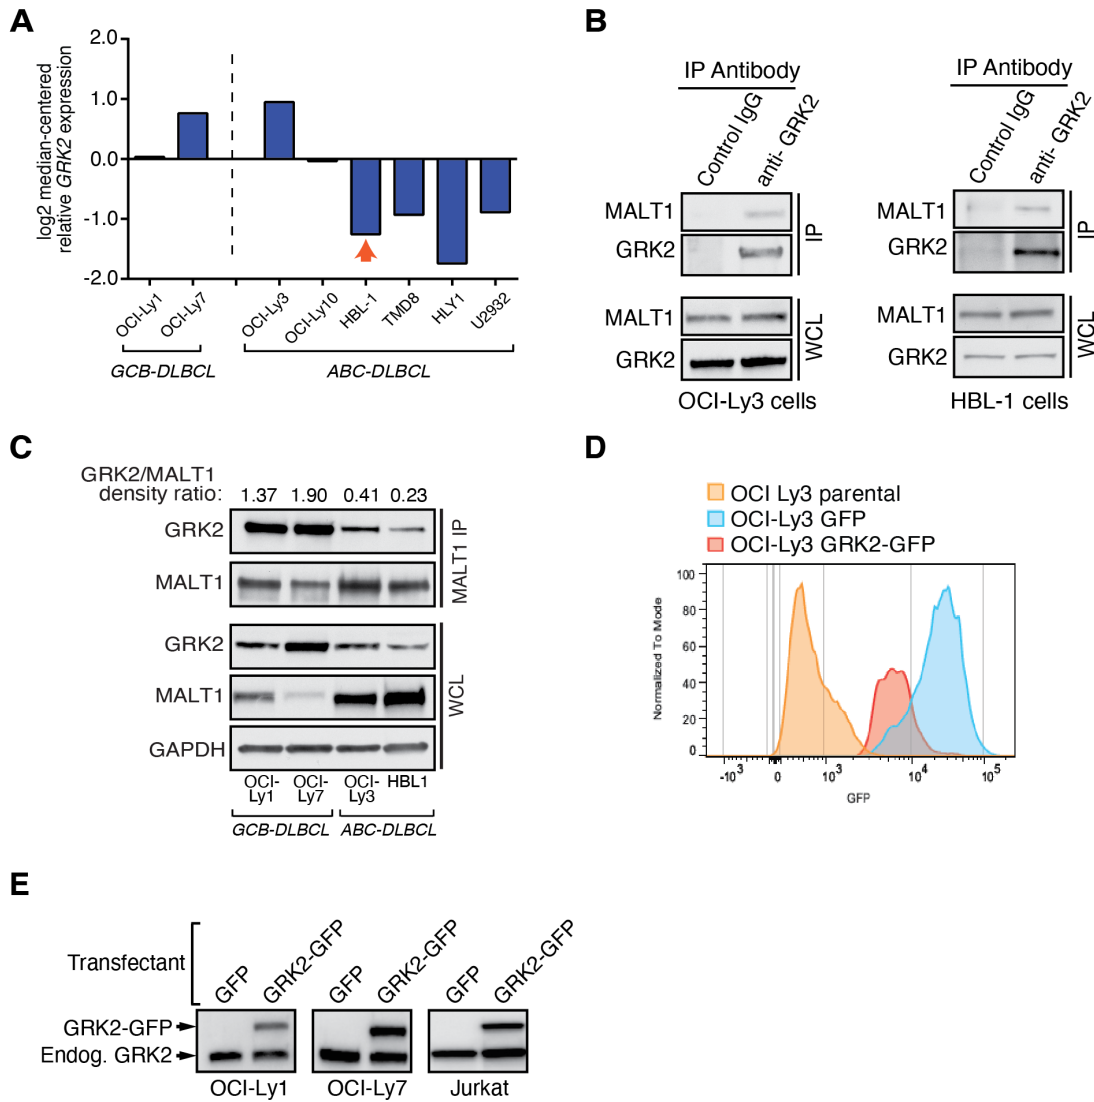 A
log2 median-centered
relative GRK2 expression
2.0
1.0
0.0
-1.0
-2.0
OCI-Ly1
OCI-Ly7
OCI-Ly3
OCI-Ly10
HBL-1
TMD8
HLY1
U2932
GCB-DLBCL
ABC-DLBCL
B
IP Antibody
Control IgG
anti- GRK2
MALT1
GRK2
IP
MALT1
GRK2
WCL
OCI-Ly3 cells
IP Antibody
Control IgG
anti- GRK2
MALT1
GRK2
IP
MALT1
GRK2
WCL
HBL-1 cells
C
GRK2/MALT1
density ratio: 1.37 1.90 0.41 0.23
GRK2
MALT1
MALT1 IP
GRK2
MALT1
GAPDH
WCL
OCI-
Ly1
OCI-
Ly7
OCI-
Ly3
HBL1
GCB-DLBCL
ABC-DLBCL
D
OCI Ly3 parental
OCI-Ly3 GFP
OCI-Ly3 GRK2-GFP
Normalized To Mode
100
80
60
40
20
0
-10³ 0 10³ 10⁴ 10⁵
GFP
E
Transfectant
GFP
GRK2-GFP
GFP
GRK2-GFP
GFP
GRK2-GFP
GRK2-GFP
Endog. GRK2
OCI-Ly1
OCI-Ly7
Jurkat